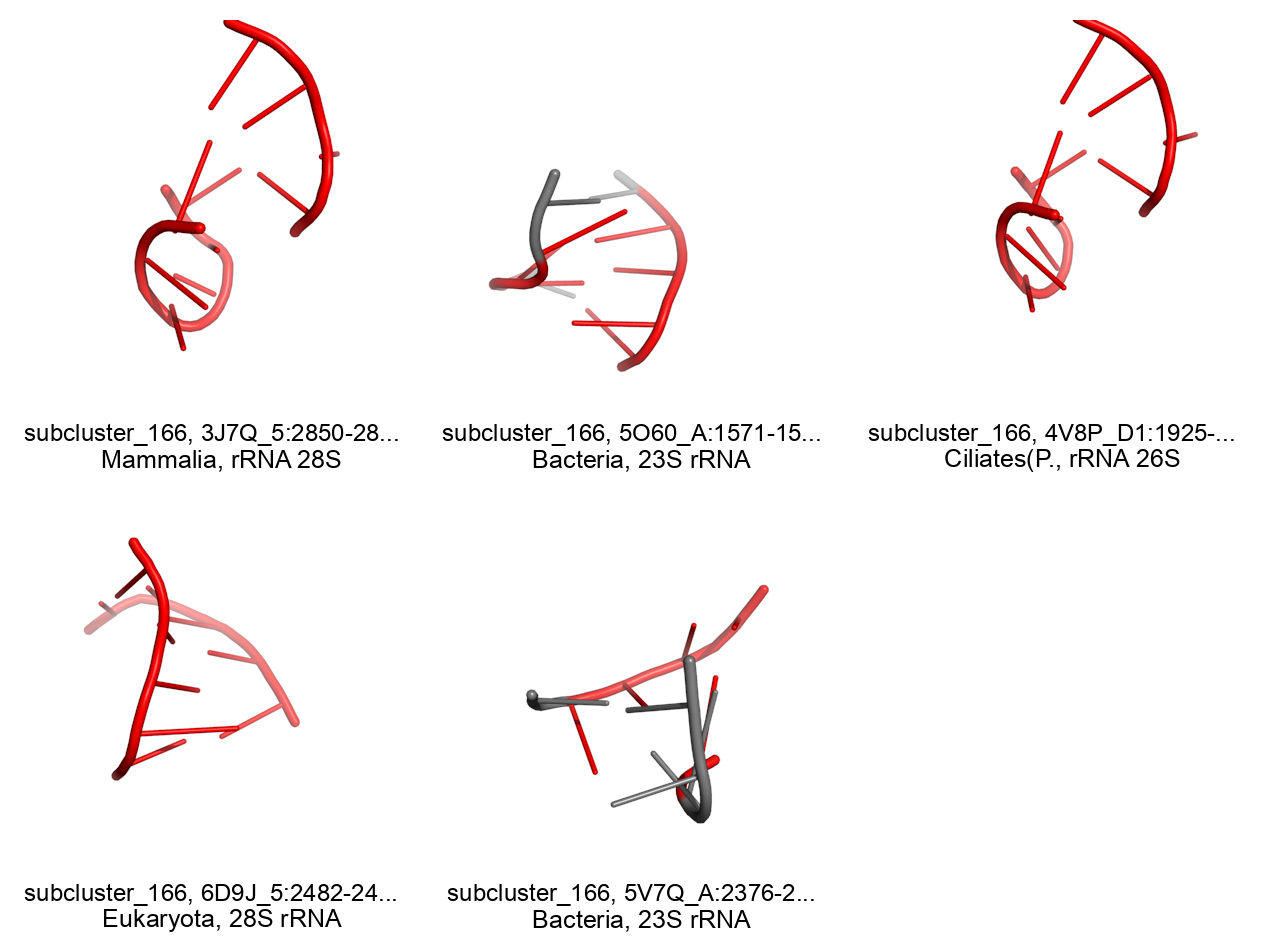 subcluster_166, 3J7Q_5:2850-28...
Mammalia, rRNA 28S
subcluster_166, 5O60_A:1571-15...
Bacteria, 23S rRNA
subcluster_166, 4V8P_D1:1925-...
Ciliates(P., rRNA 26S
subcluster_166, 6D9J_5:2482-24...
Eukaryota, 28S rRNA
subcluster_166, 5V7Q_A:2376-2...
Bacteria, 23S rRNA